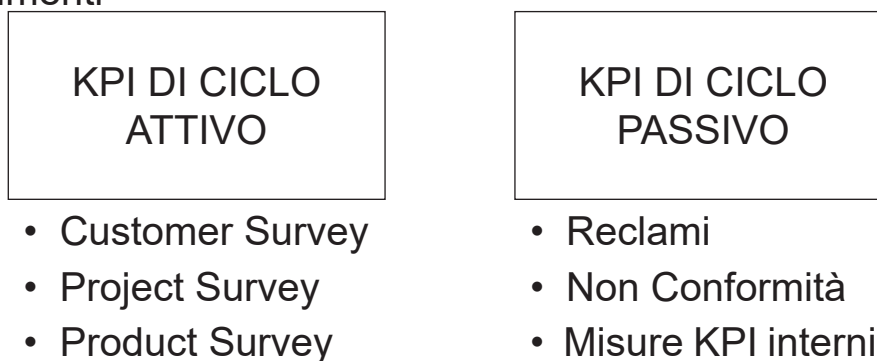 KPI DI CICLO
ATTIVO
• Customer Survey
• Project Survey
• Product Survey
KPI DI CICLO
PASSIVO
• Reclami
• Non Conformità
• Misure KPI interni